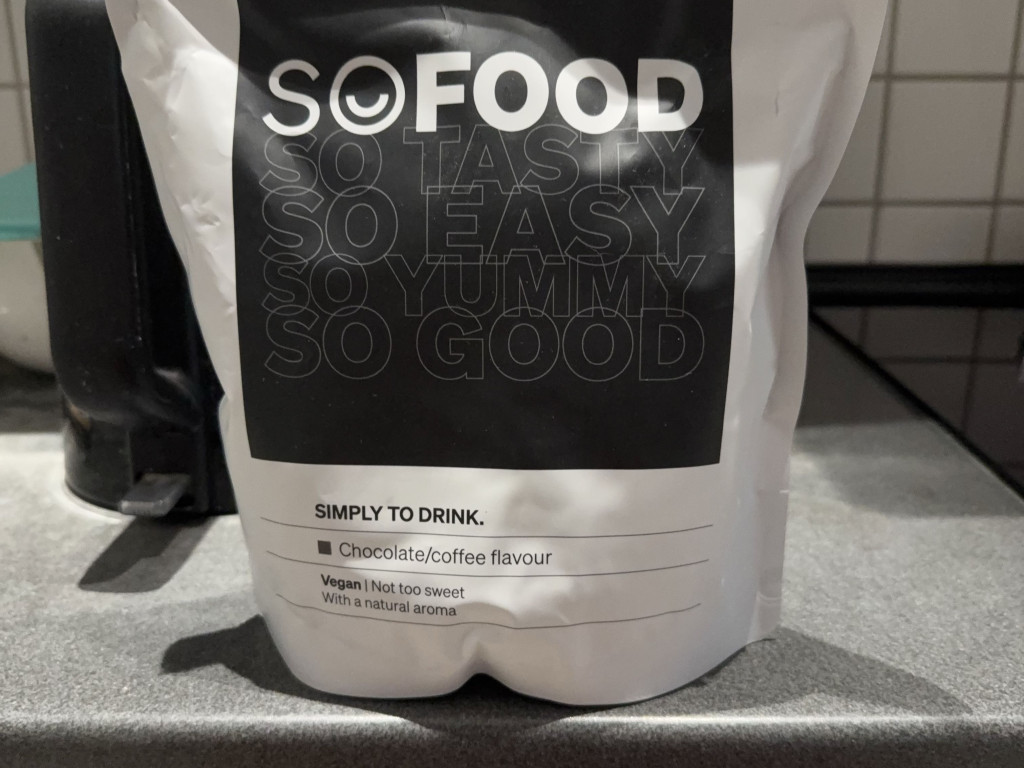 SOFOOD
SO TASTY
SO EASY
SO YUMMY
SO GOOD
SIMPLY TO DRINK.
Chocolate/coffee flavour
Vegan | Not too sweet
With a natural aroma